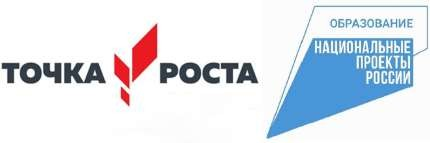 ТОЧКА РОСТА
ОБРАЗОВАНИЕ
НАЦИОНАЛЬНЫЕ
ПРОЕКТЫ
РОССИИ